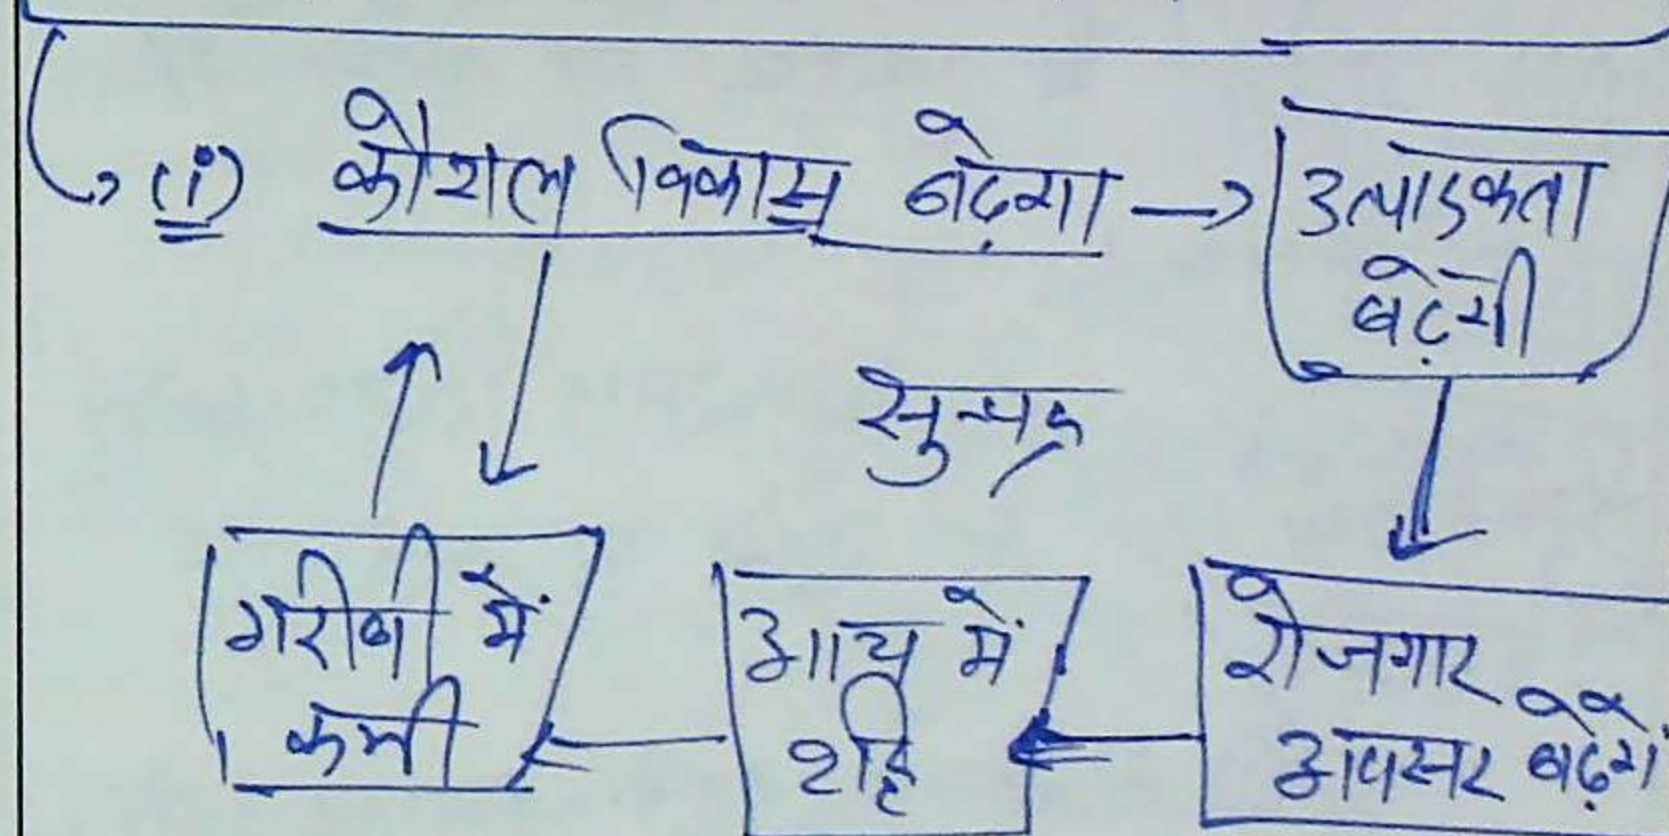 (i) कौशल विकास बढ़ेगा → उत्पादकता
बढ़ेगी
सुचक्र
गरीबी में
कमी
आय में
वृद्धि
रोजगार
अवसर बढ़ेंगे